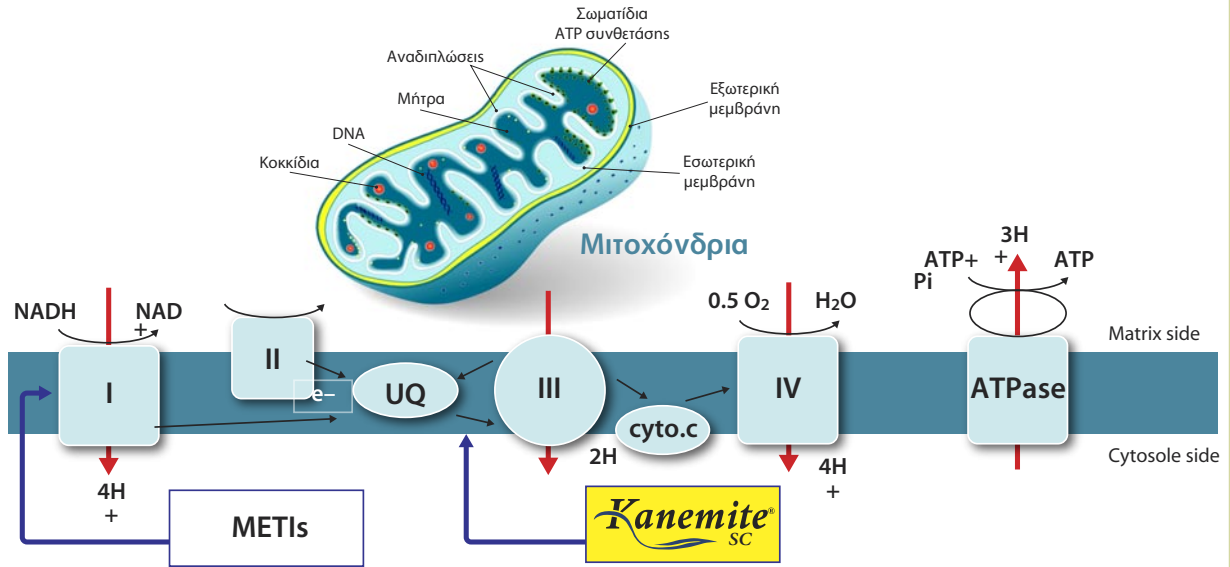 Σωματίδια
ATP συνθετάσης
Αναδιπλώσεις
Μήτρα
DNA
Κοκκίδια
Εξωτερική
μεμβράνη
Εσωτερική
μεμβράνη
Μιτοχόνδρια
NADH
NAD
+
0.5 O₂
H₂O
ATP+
Pi
3H
+
ATP
Matrix side
I
II
e–
UQ
III
cyto.c
IV
ATPase
Cytosole side
4H
+
2H
4H
+
METIs
Kanemite®
SC